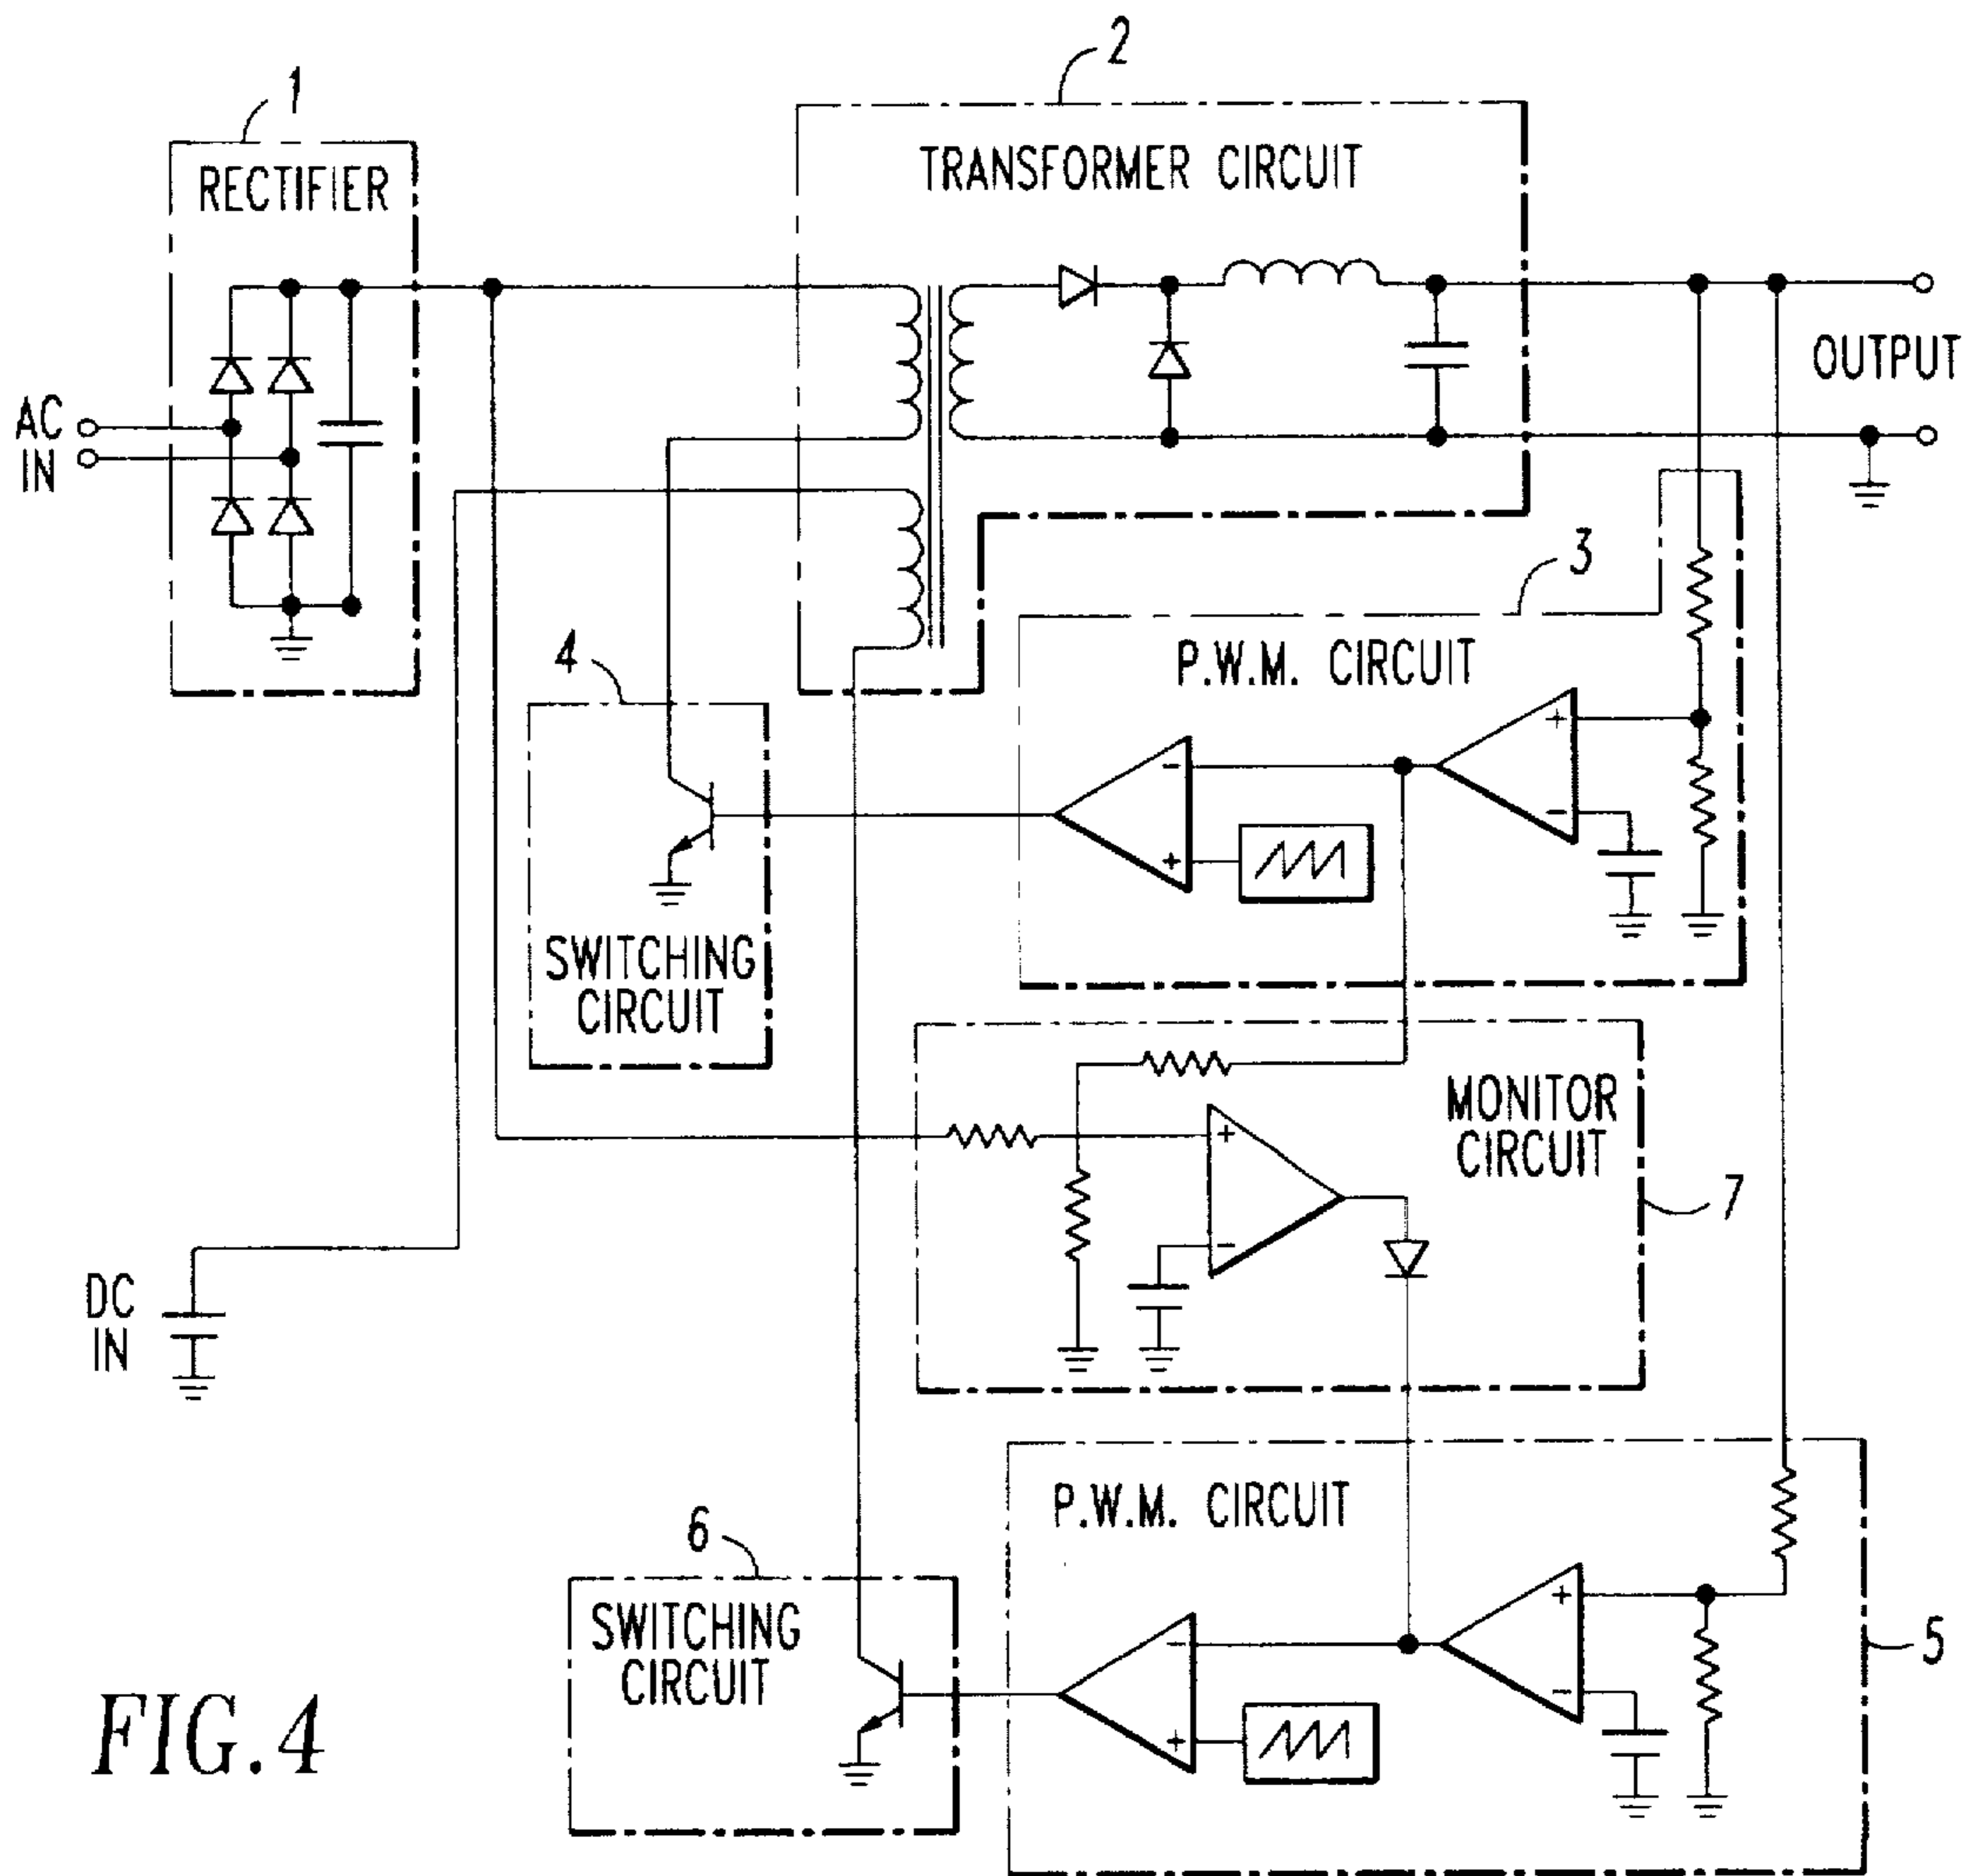 2
1
TRANSFORMER CIRCUIT
RECTIFIER
OUTPUT
AC
IN
3
4
P.W.M. CIRCUIT
+
-
-
+
SWITCHING
CIRCUIT
MONITOR
CIRCUIT
+
-
7
DC
IN
P.W.M. CIRCUIT
6
SWITCHING
CIRCUIT
+
-
-
+
5
FIG. 4